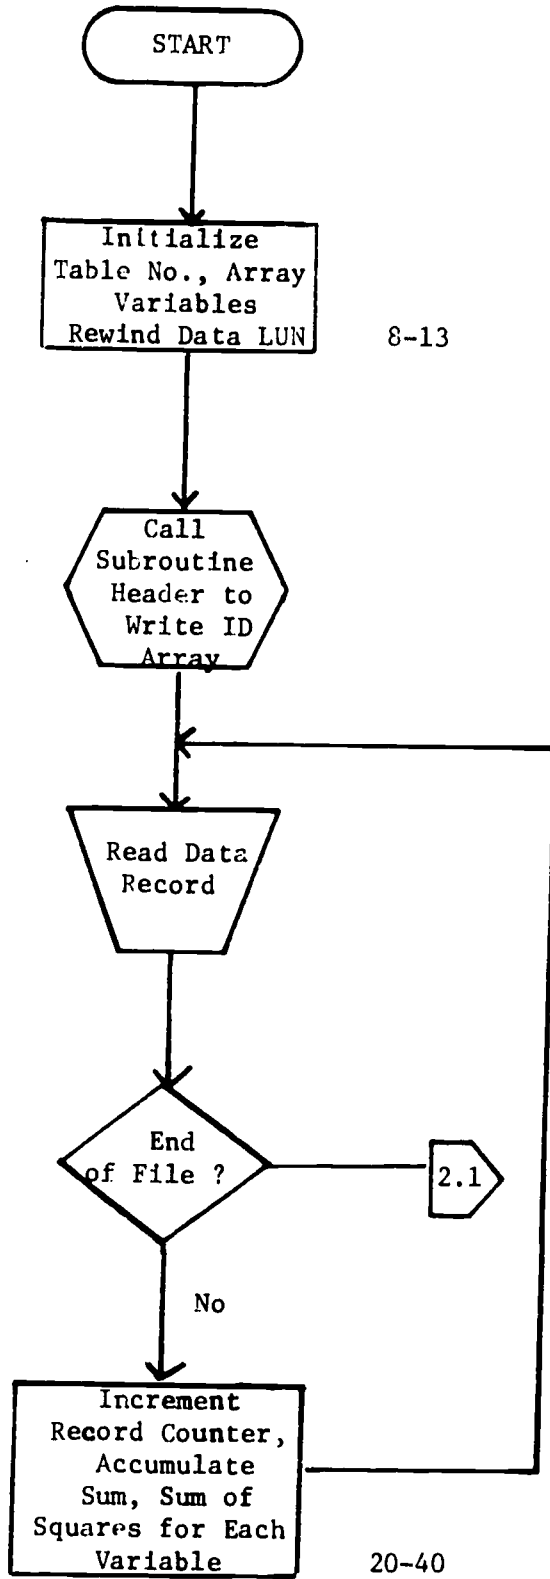 START
Initialize
Table No., Array
Variables
Rewind Data LUN
8-13
Call
Subroutine
Header to
Write ID
Array
Read Data
Record
End
of File ?
2.1
No
Increment
Record Counter,
Accumulate
Sum, Sum of
Squares for Each
Variable
20-40